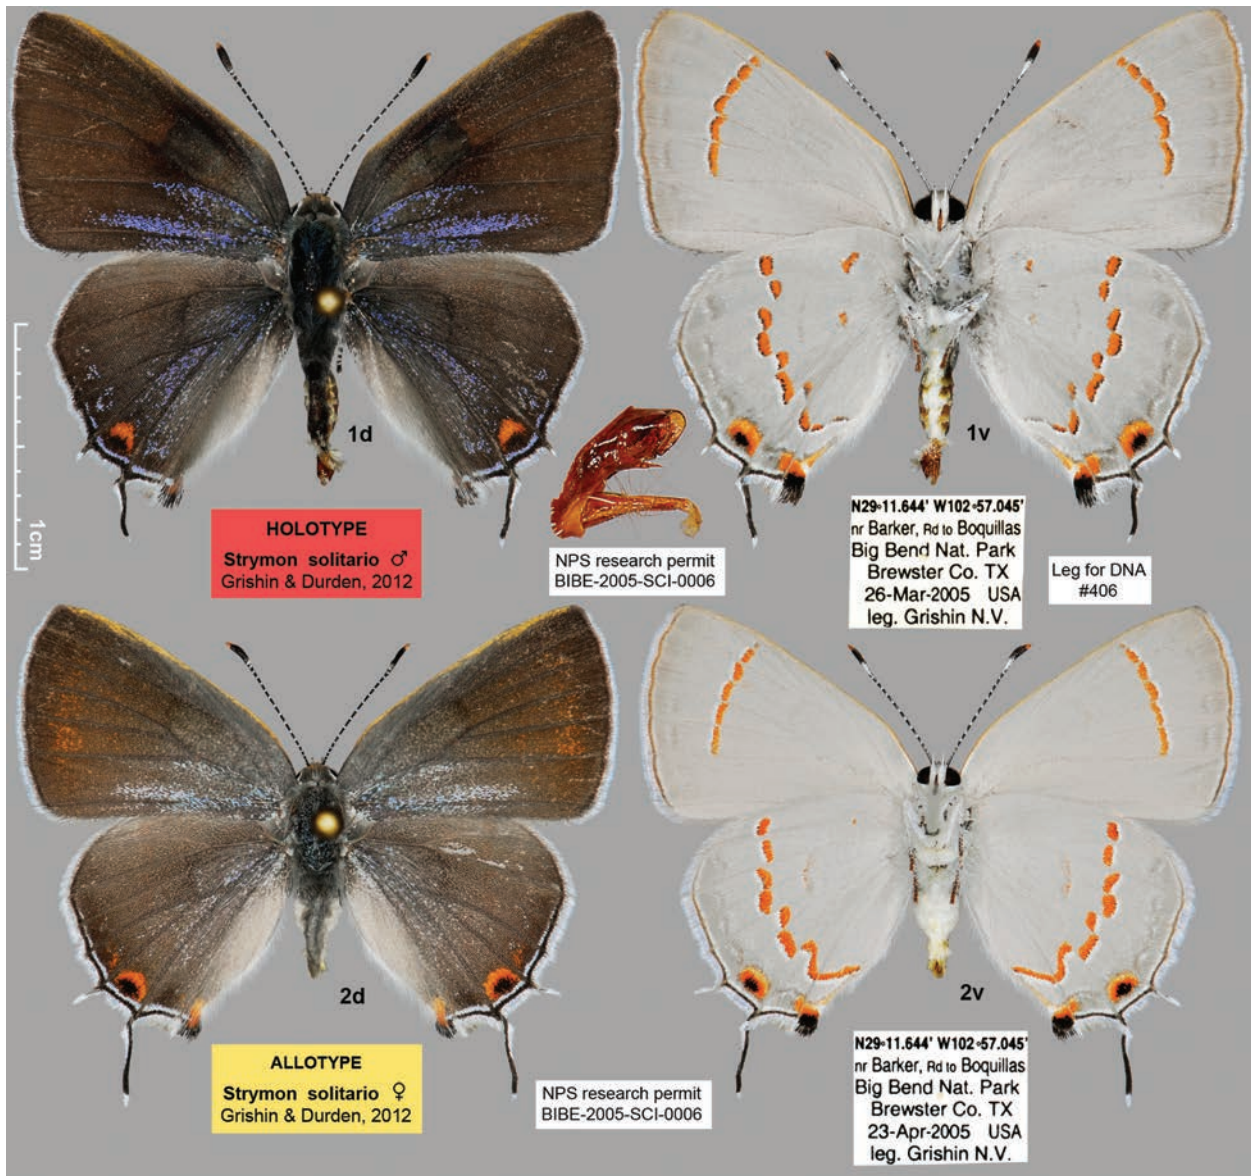 1d
1v
1cm
HOLOTYPE
Strymon solitario ♂
Grishin & Durden, 2012
NPS research permit
BIBE-2005-SCI-0006
N29◦11.644' W102◦57.045'
nr Barker, Rd to Boquillas
Big Bend Nat. Park
Brewster Co. TX
26-Mar-2005 USA
leg. Grishin N.V.
Leg for DNA
#406
2d
2v
ALLOTYPE
Strymon solitario ♀
Grishin & Durden, 2012
NPS research permit
BIBE-2005-SCI-0006
N29◦11.644' W102◦57.045'
nr Barker, Rd to Boquillas
Big Bend Nat. Park
Brewster Co. TX
23-Apr-2005 USA
leg. Grishin N.V.